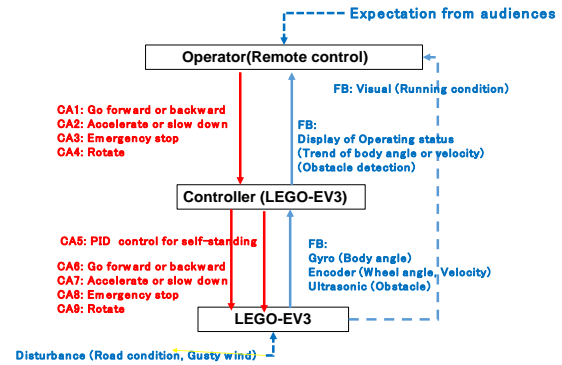 Expectation from audiences
Operator(Remote control)
FB: Visual (Running condition)
CA1: Go forward or backward
CA2: Accelerate or slow down
CA3: Emergency stop
CA4: Rotate
FB:
Display of Operating status
(Trend of body angle or velocity)
(Obstacle detection)
Controller (LEGO-EV3)
CA5: PID control for self-standing
CA6: Go forward or backward
CA7: Accelerate or slow down
CA8: Emergency stop
CA9: Rotate
FB:
Gyro (Body angle)
Encoder (Wheel angle, Velocity)
Ultrasonic (Obstacle)
LEGO-EV3
Disturbance (Road condition, Gusty wind)